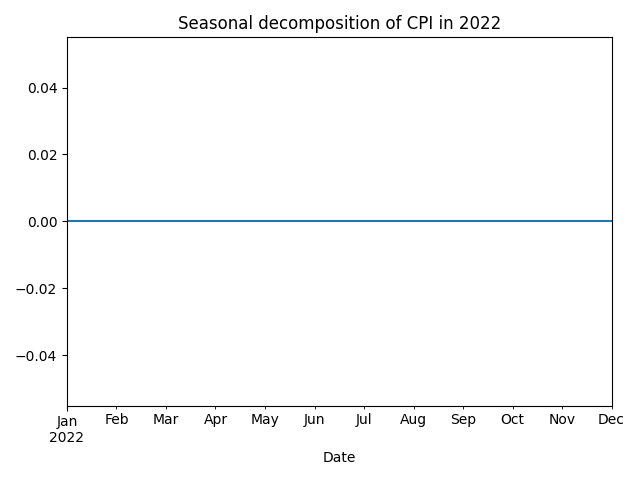 Seasonal decomposition of CPI in 2022
0.04
0.02
0.00
−0.02
−0.04
Jan Feb Mar Apr May Jun Jul Aug Sep Oct Nov Dec
2022
Date